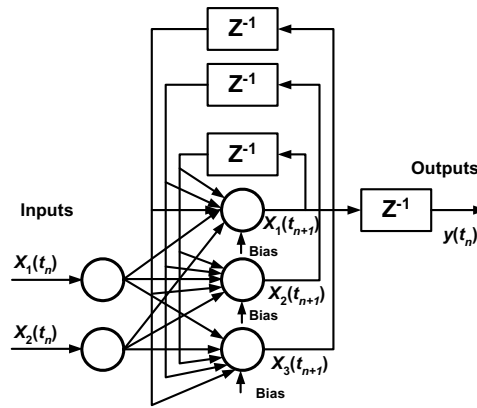 Z-1
Z-1
Z-1
Outputs
Z-1
Inputs
X1(tn+1)
y(tn)
Bias
X1(tn)
X2(tn+1)
Bias
X2(tn)
X3(tn+1)
Bias